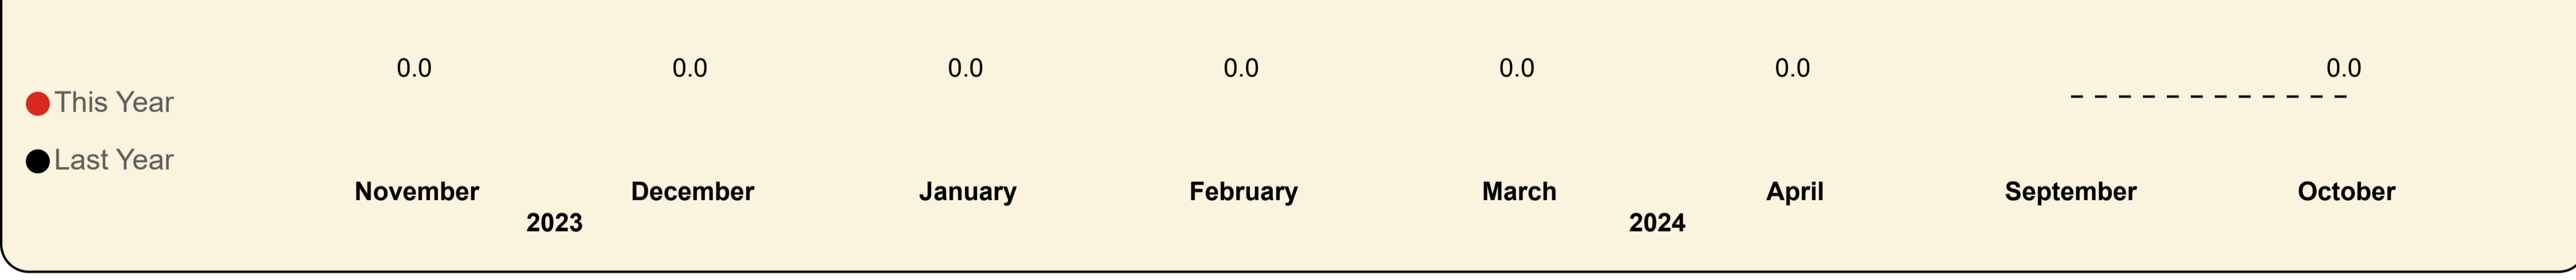 0.0 0.0 0.0 0.0 0.0 0.0 0.0
This Year
Last Year
November December January February March April September October
2023 2024